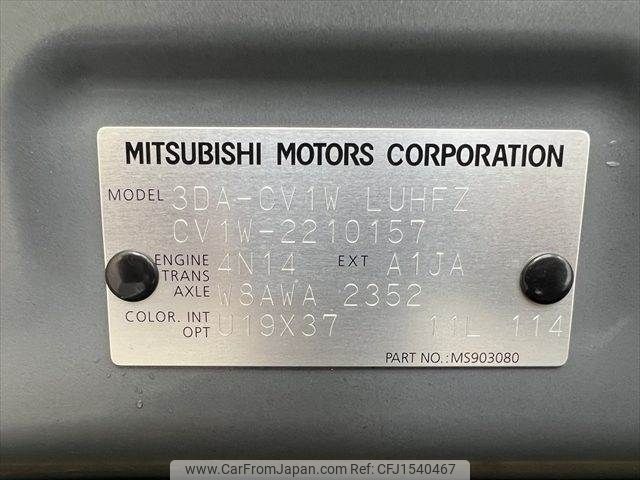 MITSUBISHI MOTORS CORPORATION
MODEL 3DA-CV1W LUHFZ
CV1W-2210157
ENGINE 4N14 EXT A1JA
TRANS
AXLE W8AWA 2352
COLOR. INT U19X37 11L 114
OPT
PART NO.: MS903080
www.CarFromJapan.com | ID: CFJ1540467